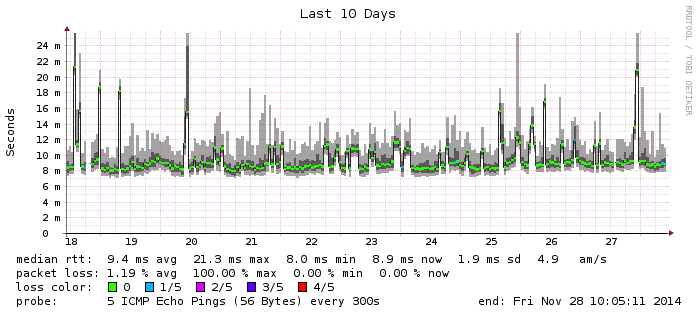 Last 10 Days
RRDTOOL / TOBI OETIKER
Seconds
24 m
22 m
20 m
18 m
16 m
14 m
12 m
10 m
8 m
6 m
4 m
2 m
0
18 19 20 21 22 23 24 25 26 27
median rtt: 9.4 ms avg 21.3 ms max 8.0 ms min 8.9 ms now 1.9 ms sd 4.9 am/s
packet loss: 1.19 % avg 100.00 % max 0.00 % min 0.00 % now
loss color: 0 1/5 2/5 3/5 4/5
probe: 5 ICMP Echo Pings (56 Bytes) every 300s end: Fri Nov 28 10:05:11 2014